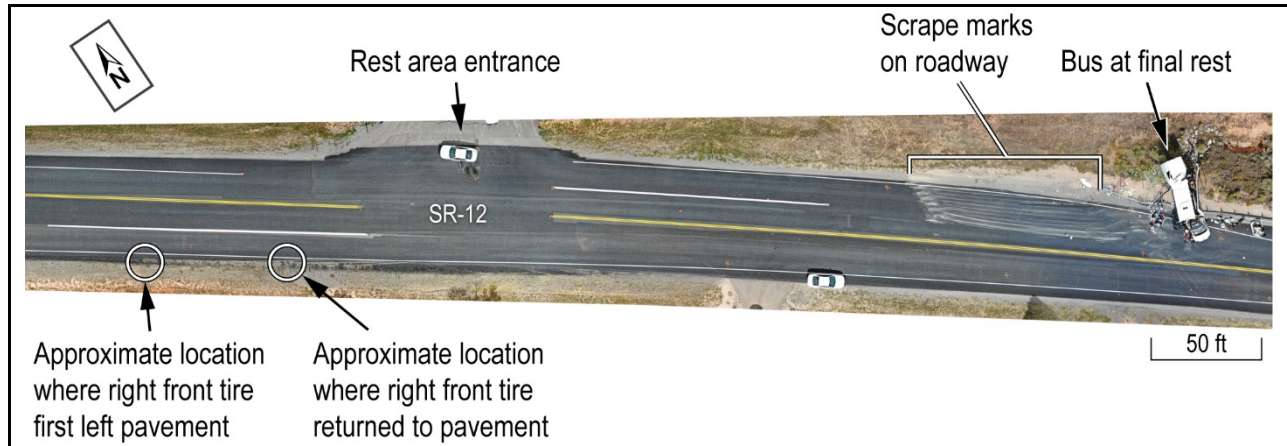 N
Rest area entrance
Scrape marks
on roadway
Bus at final rest
SR-12
50 ft
Approximate location
where right front tire
first left pavement
Approximate location
where right front tire
returned to pavement